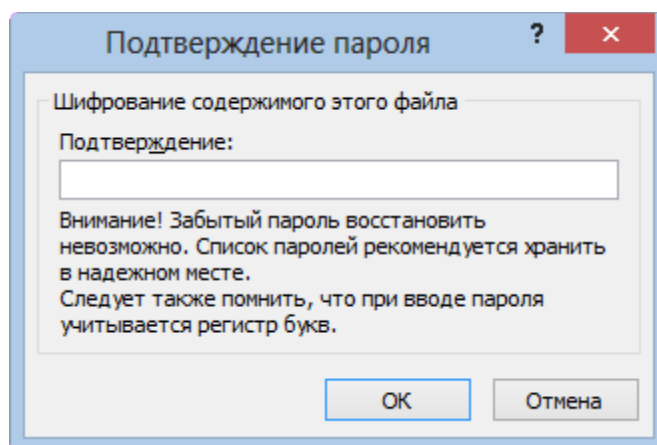 Подтверждение пароля
?
×
Шифрование содержимого этого файла
Подтверждение:
Внимание! Забытый пароль восстановить
невозможно. Список паролей рекомендуется хранить
в надежном месте.
Следует также помнить, что при вводе пароля
учитывается регистр букв.
ОК
Отмена